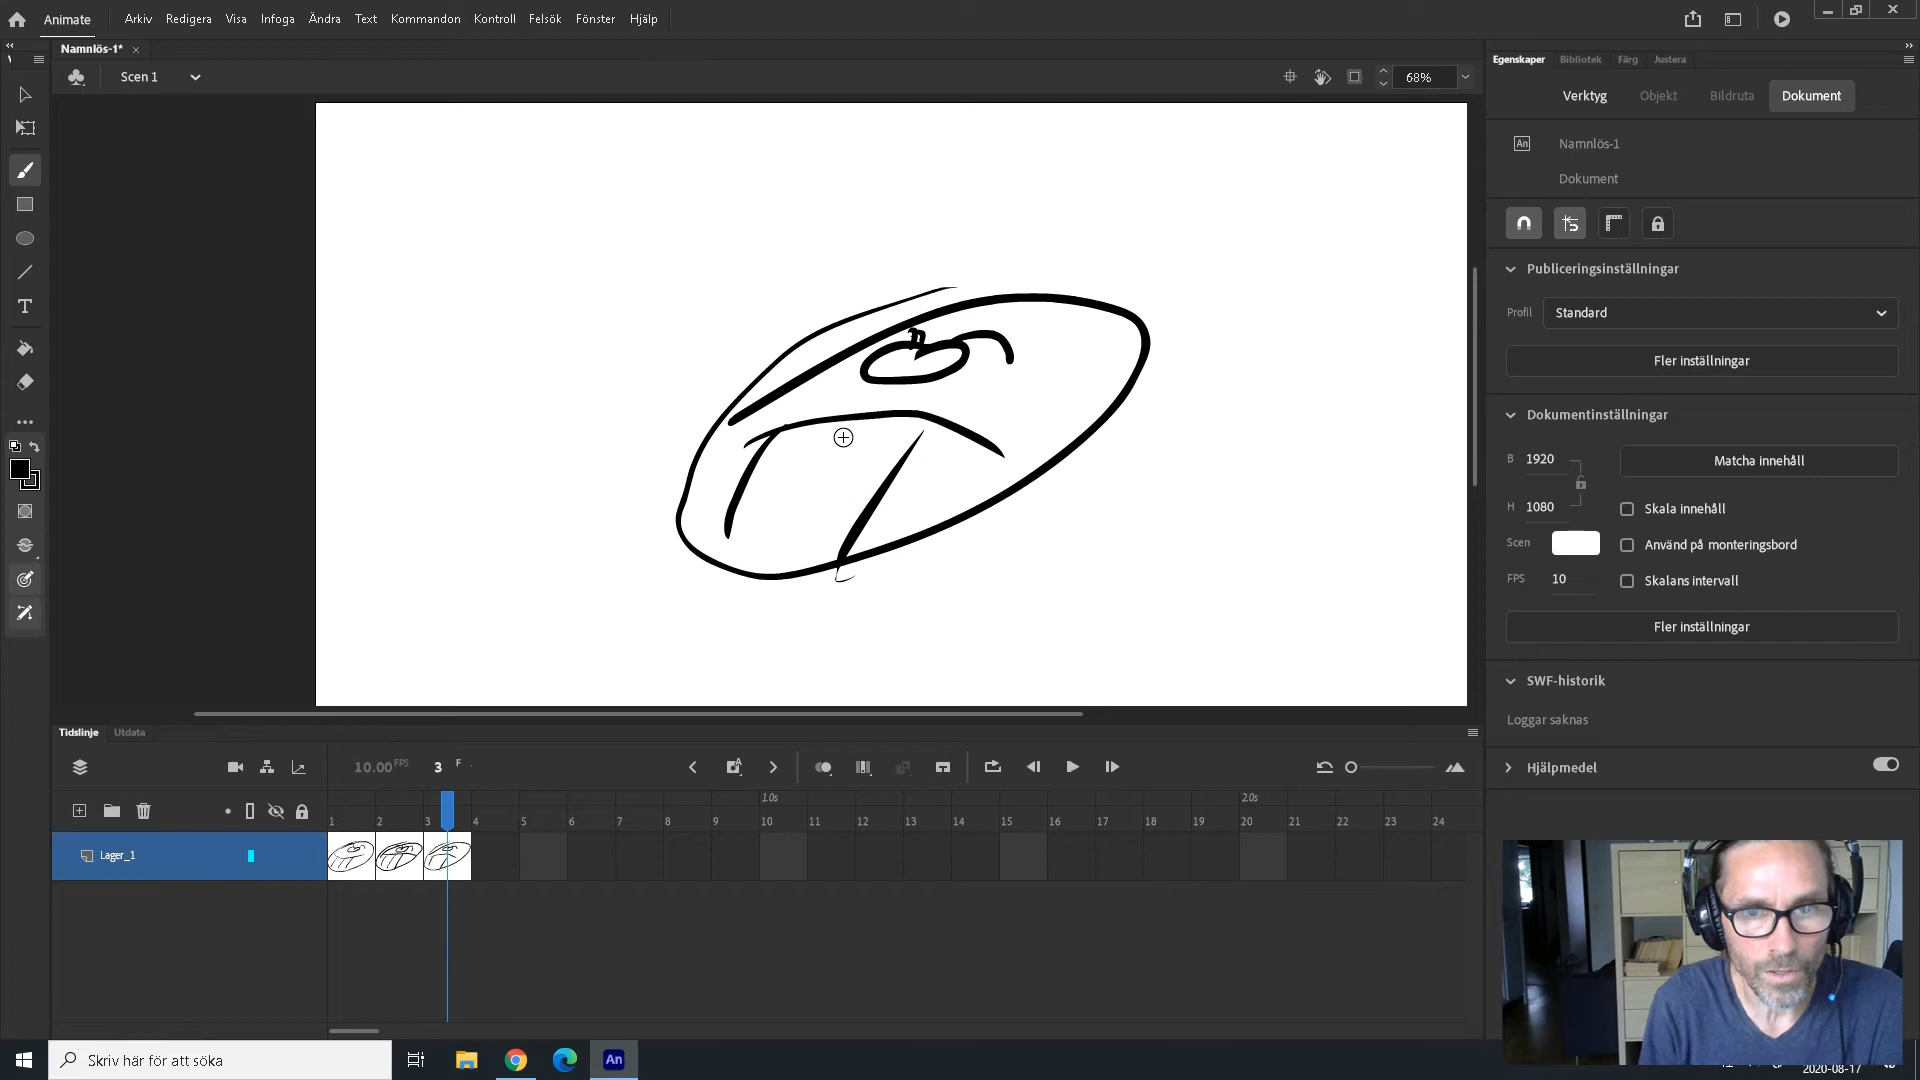 Animate Arkiv Redigera Visa Infoga Ändra Text Kommandon Kontroll Felsök Fönster Hjälp
Namnlös-1*
Scen 1
68%
Egenskaper Bibliotek Färg Justera
Verktyg Objekt Bildruta Dokument
An Namnlös-1
Dokument
Publiceringsinställningar
Profil Standard
Fler inställningar
Dokumentinställningar
B 1920 Matcha innehåll
H 1080 Skala innehåll
Scen Använd på monteringsbord
FPS 10 Skalans intervall
Fler inställningar
SWF-historik
Loggar saknas
Hjälpmedel
Tidslinje Utdata
10.00 FPS 3 F
1.0s 2.0s
1 2 3 4 5 6 7 8 9 10 11 12 13 14 15 16 17 18 19 20 21 22 23 24
Lager_1
Skriv här för att söka
An
2020-08-17